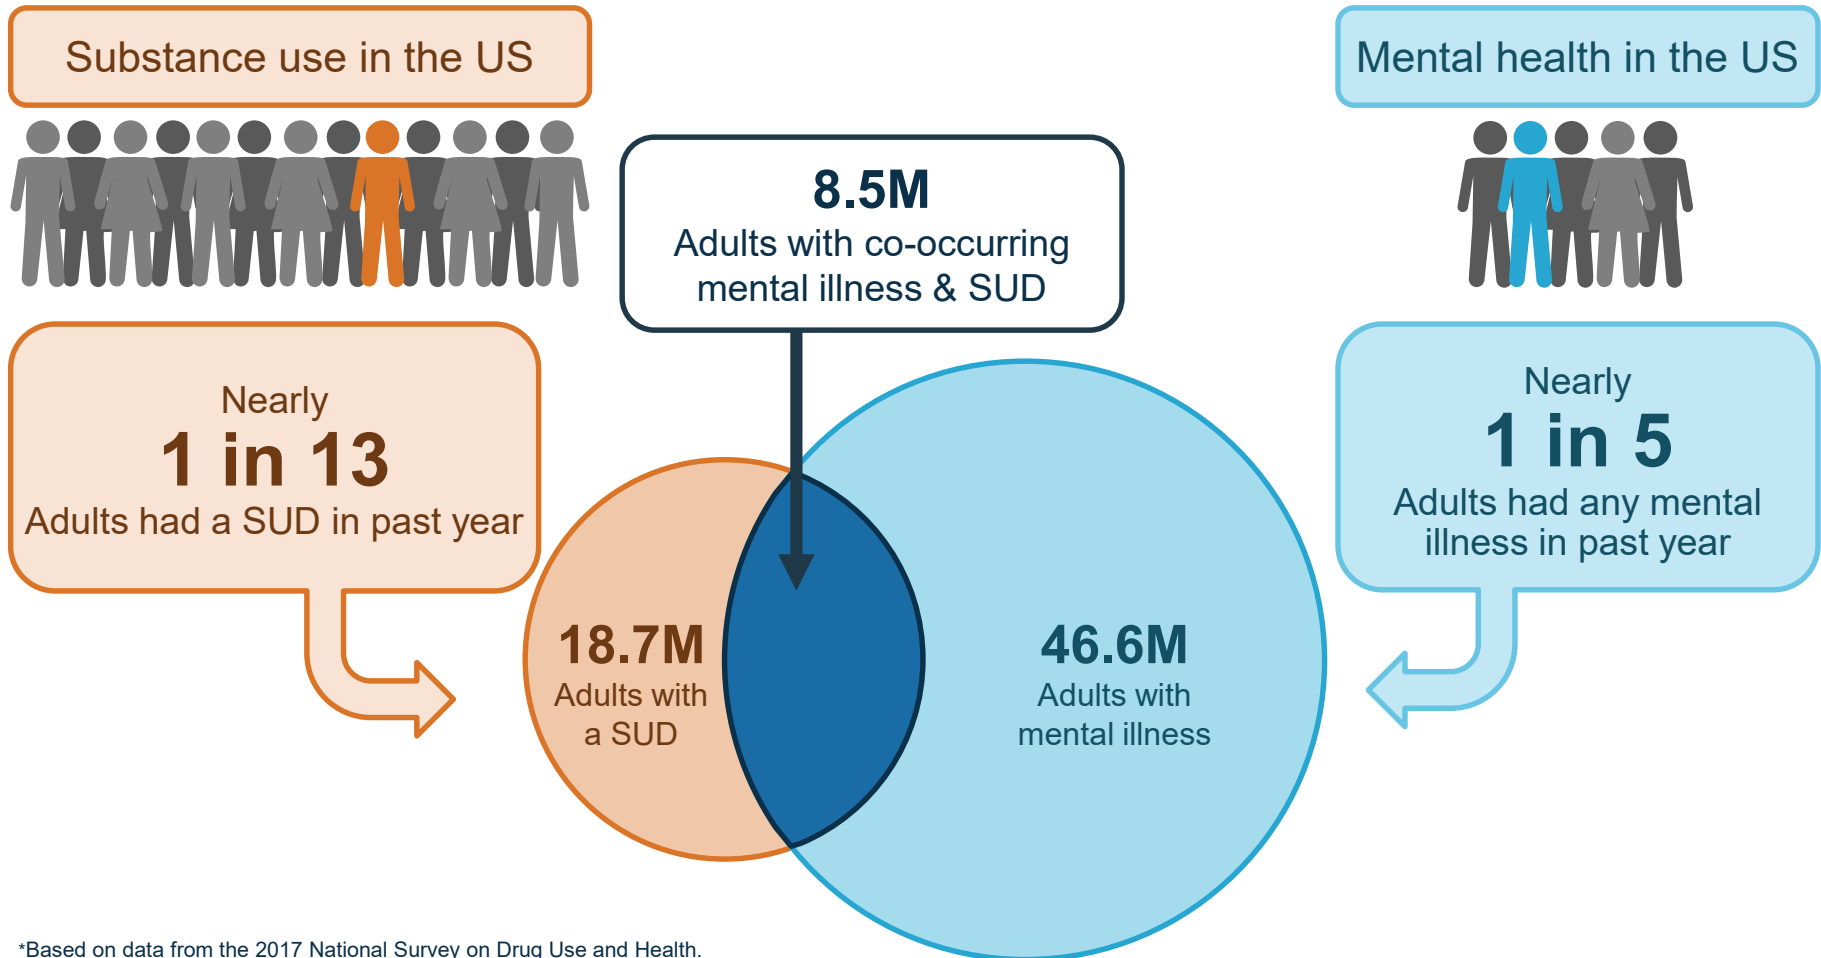 Substance use in the US
Mental health in the US
8.5M
Adults with co-occurring
mental illness & SUD
Nearly
1 in 13
Adults had a SUD in past year
Nearly
1 in 5
Adults had any mental
illness in past year
18.7M
Adults with
a SUD
46.6M
Adults with
mental illness
*Based on data from the 2017 National Survey on Drug Use and Health.